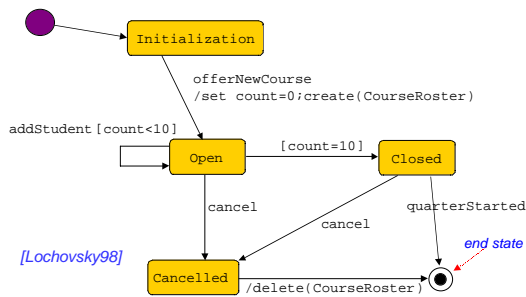 Initialization
offerNewCourse
/set count=0;create(CourseRoster)
addStudent [count<10]
Open
[count=10]
Closed
cancel
cancel
quarterStarted
[Lochovsky98]
end state
Cancelled
/delete(CourseRoster)